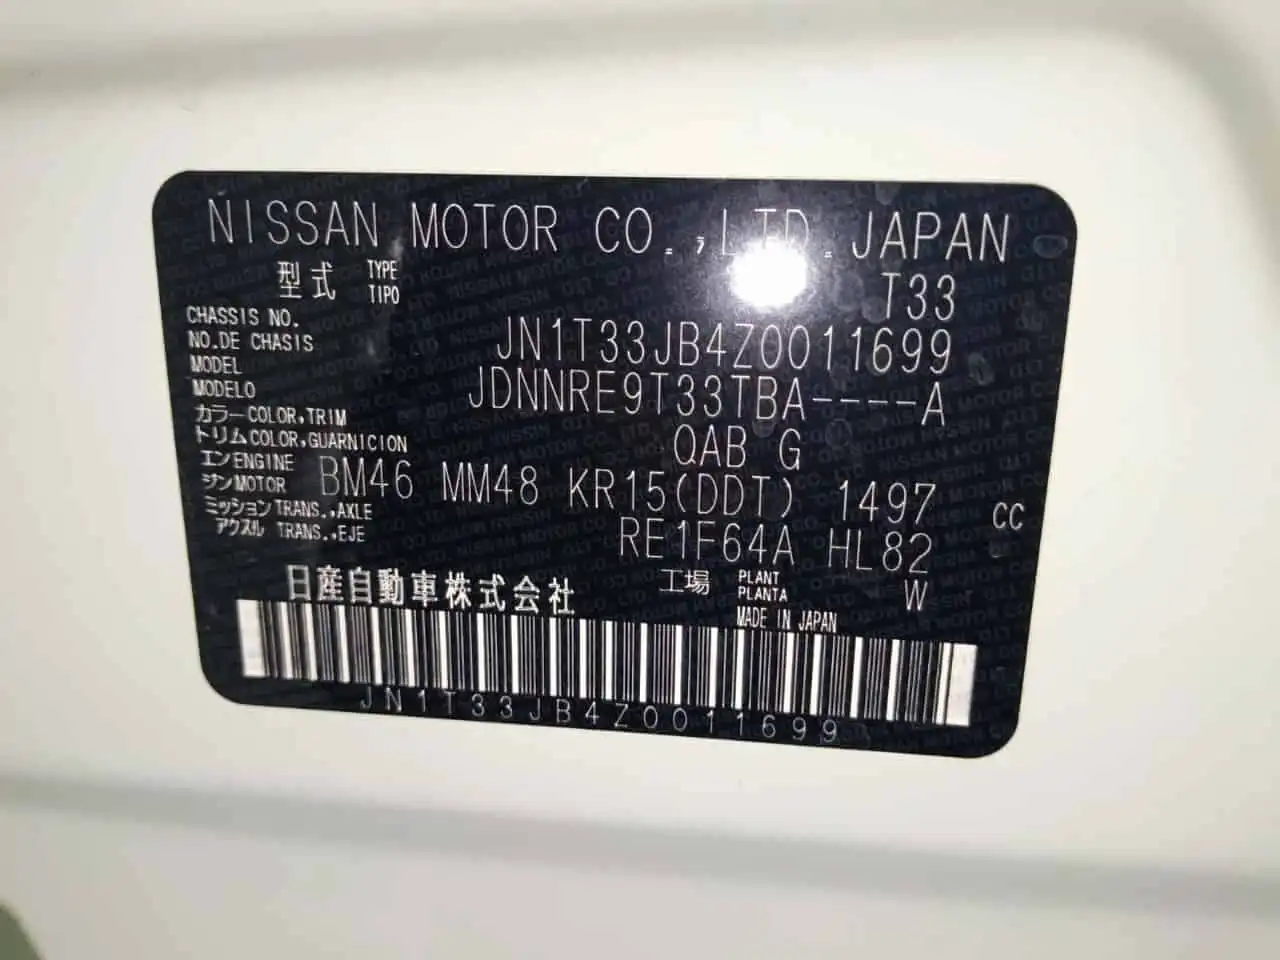 NISSAN MOTOR CO.,LTD.JAPAN
型式 TYPE TIPO T33
CHASSIS NO.
NO.DE CHASIS JN1T33JB4Z0011699
MODEL
MODELO JDNNRE9T33TBA----A
カラー COLOR,TRIM
トリム COLOR,GUARNICION QAB G
エン ENGINE
ジン MOTOR BM46 MM48 KR15(DDT) 1497 CC
ミッション TRANS.,AXLE
アクスル TRANS.,EJE RE1F64A HL82
日産自動車株式会社 工場 PLANT PLANTA W
MADE IN JAPAN
JN1T33JB4Z0011699